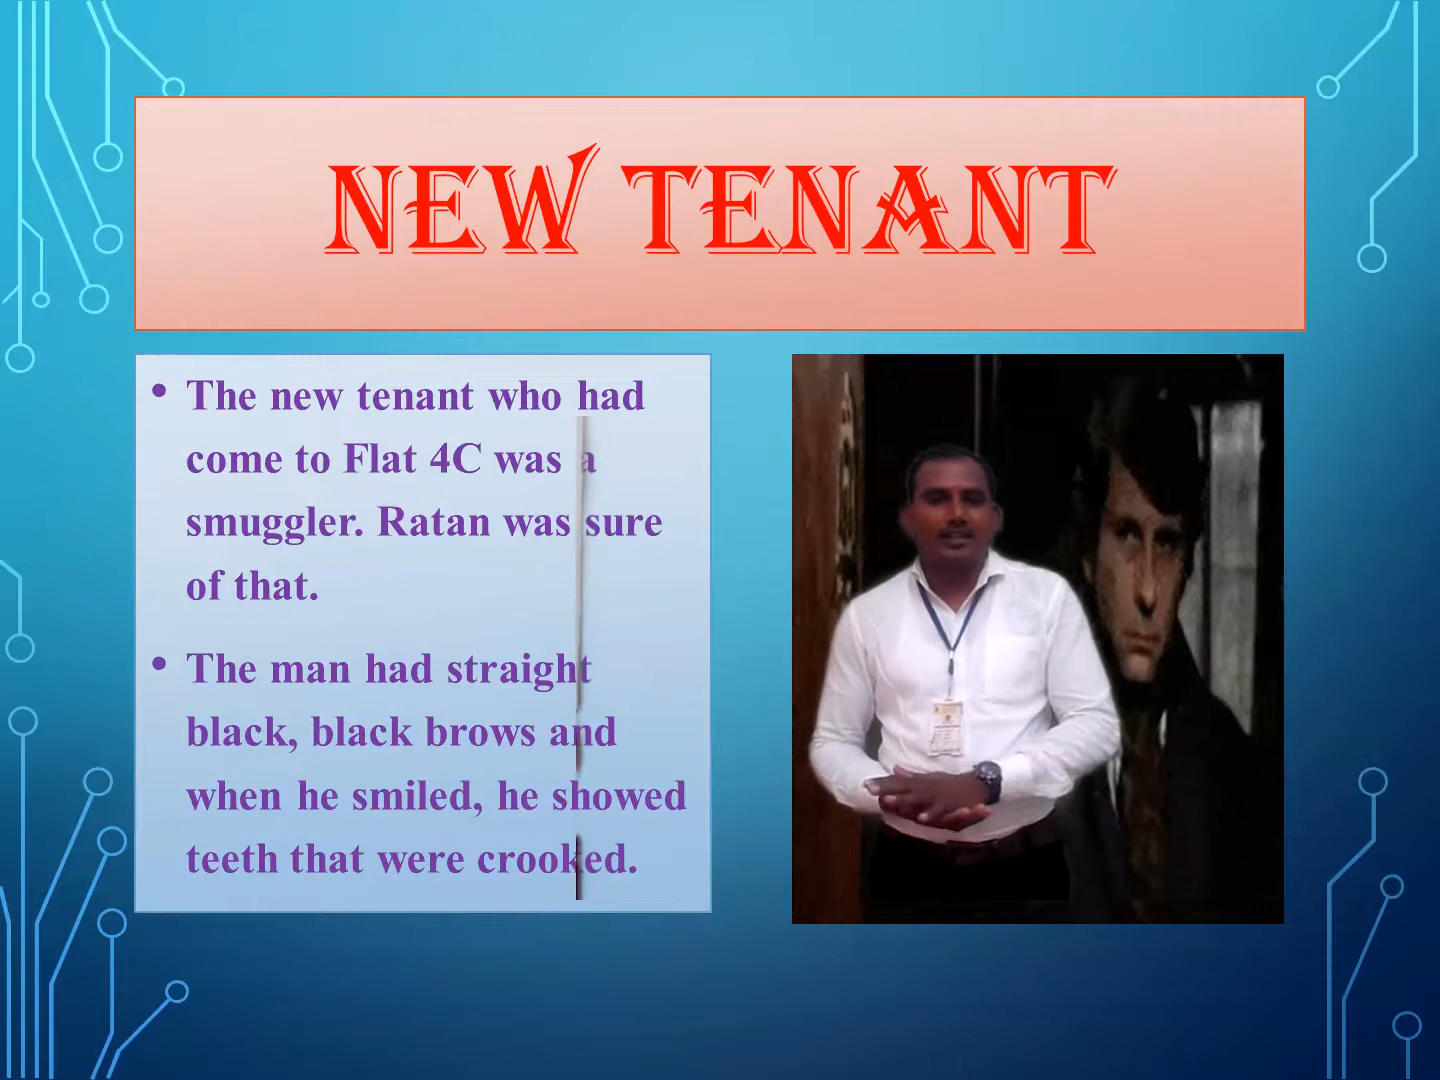 NEW TENANT
• The new tenant who had
come to Flat 4C was a
smuggler. Ratan was sure
of that.
• The man had straight
black, black brows and
when he smiled, he showed
teeth that were crooked.